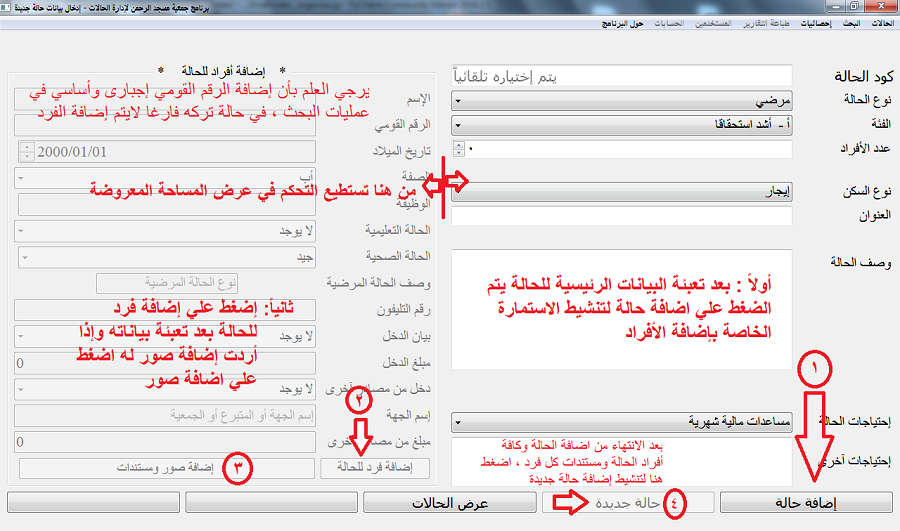 برنامج جمعية مسجد الرحمن لإدارة الحالات - إدخال بيانات حالة جديدة
الحالات البحث إحصاليات طباعة التقارير المستخدمين الحسابات حول البرنامج
كود الحالة
يتم إختياره تلقائياً
نوع الحالة
مرضي
الفئة
أ - أشد استحقاقا
عدد الأفراد
٠
نوع السكن
إيجار
العنوان
وصف الحالة
أولاً : بعد تعبئة البيانات الرئيسية للحالة يتم
الضغط علي اضافة حالة لتنشيط الاستمارة
الخاصة بإضافة الأفراد
١
إحتياجات الحالة
مساعدات مالية شهرية
إحتياجات آخرى
بعد الانتهاء من اضافة الحالة وكافة
أفراد الحالة ومستندات كل فرد ، اضغط
هنا لتنشيط إضافة حالة جديدة
* إضافة أفراد للحالة *
يرجي العلم بأن إضافة الرقم القومي إجبارى وأساسي في
عمليات البحث ، في حالة تركه فارغا لايتم إضافة الفرد
الإسم
الرقم القومي
تاريخ الميلاد
2000/01/01
الصفة
أب
من هنا تستطيع التحكم في عرض المساحة المعروضة
الوظيفة
الحالة التعليمية
لا يوجد
الحالة الصحية
جيد
وصف الحالة المرضية
نوع الحالة المرضية
رقم التليفون
ثانياً: إضغط علي إضافة فرد
للحالة بعد تعبئة بياناته وإذا
أردت إضافة صور له اضغط
علي اضافة صور
بيان الدخل
لا يوجد
مبلغ الدخل
0
دخل من مصادر آخرى
لا يوجد
إسم الجهة
إسم الجهة أو المتبرع أو الجمعية
٢
مبلغ من مصادر آخرى
0
إضافة فرد للحالة
٣
إضافة صور ومستندات
إضافة حالة
حالة جديدة
٤
عرض الحالات